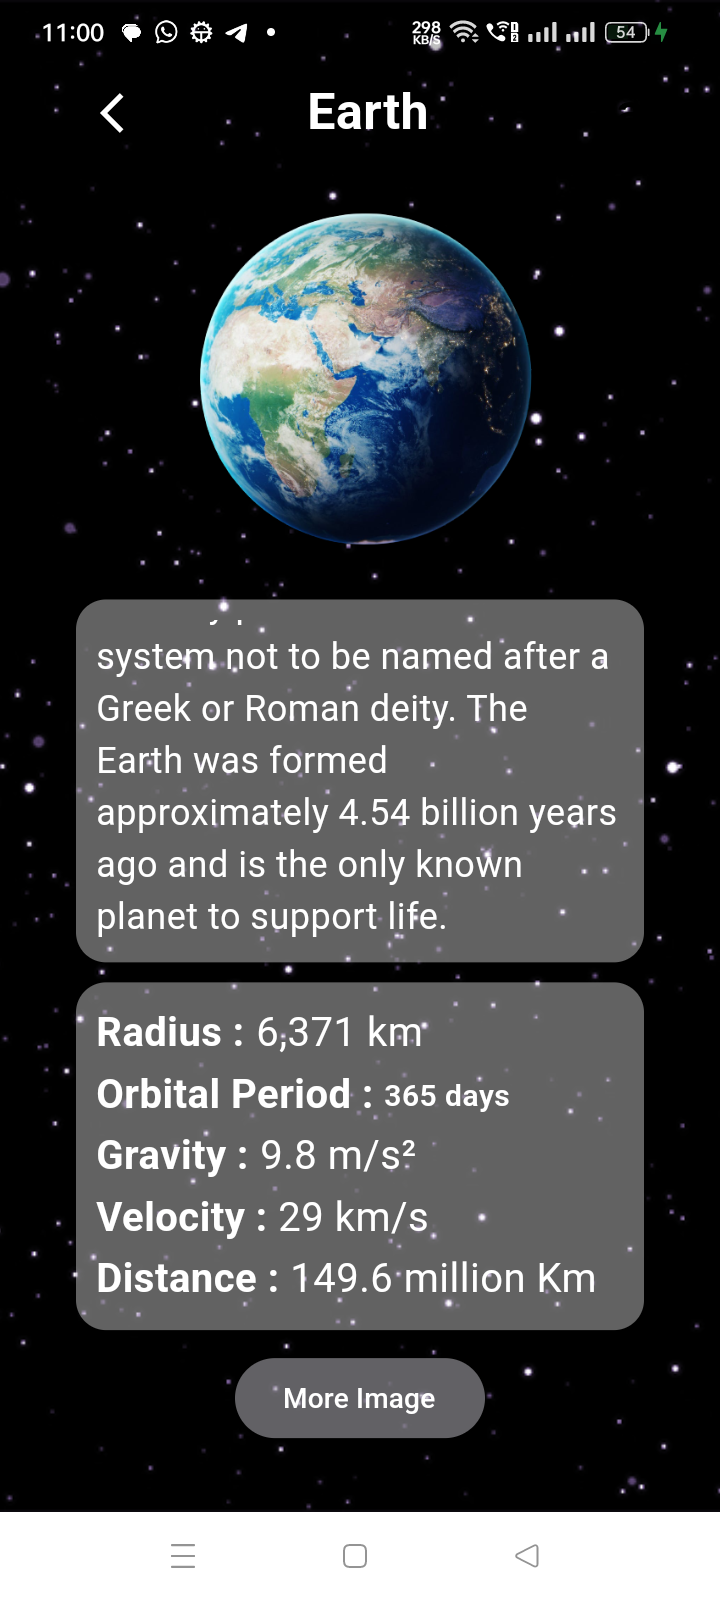 11:00
298
KB/S
1
2
54
Earth
system not to be named after a
Greek or Roman deity. The
Earth was formed
approximately 4.54 billion years
ago and is the only known
planet to support life.
Radius : 6,371 km
Orbital Period : 365 days
Gravity : 9.8 m/s²
Velocity : 29 km/s
Distance : 149.6 million Km
More Image